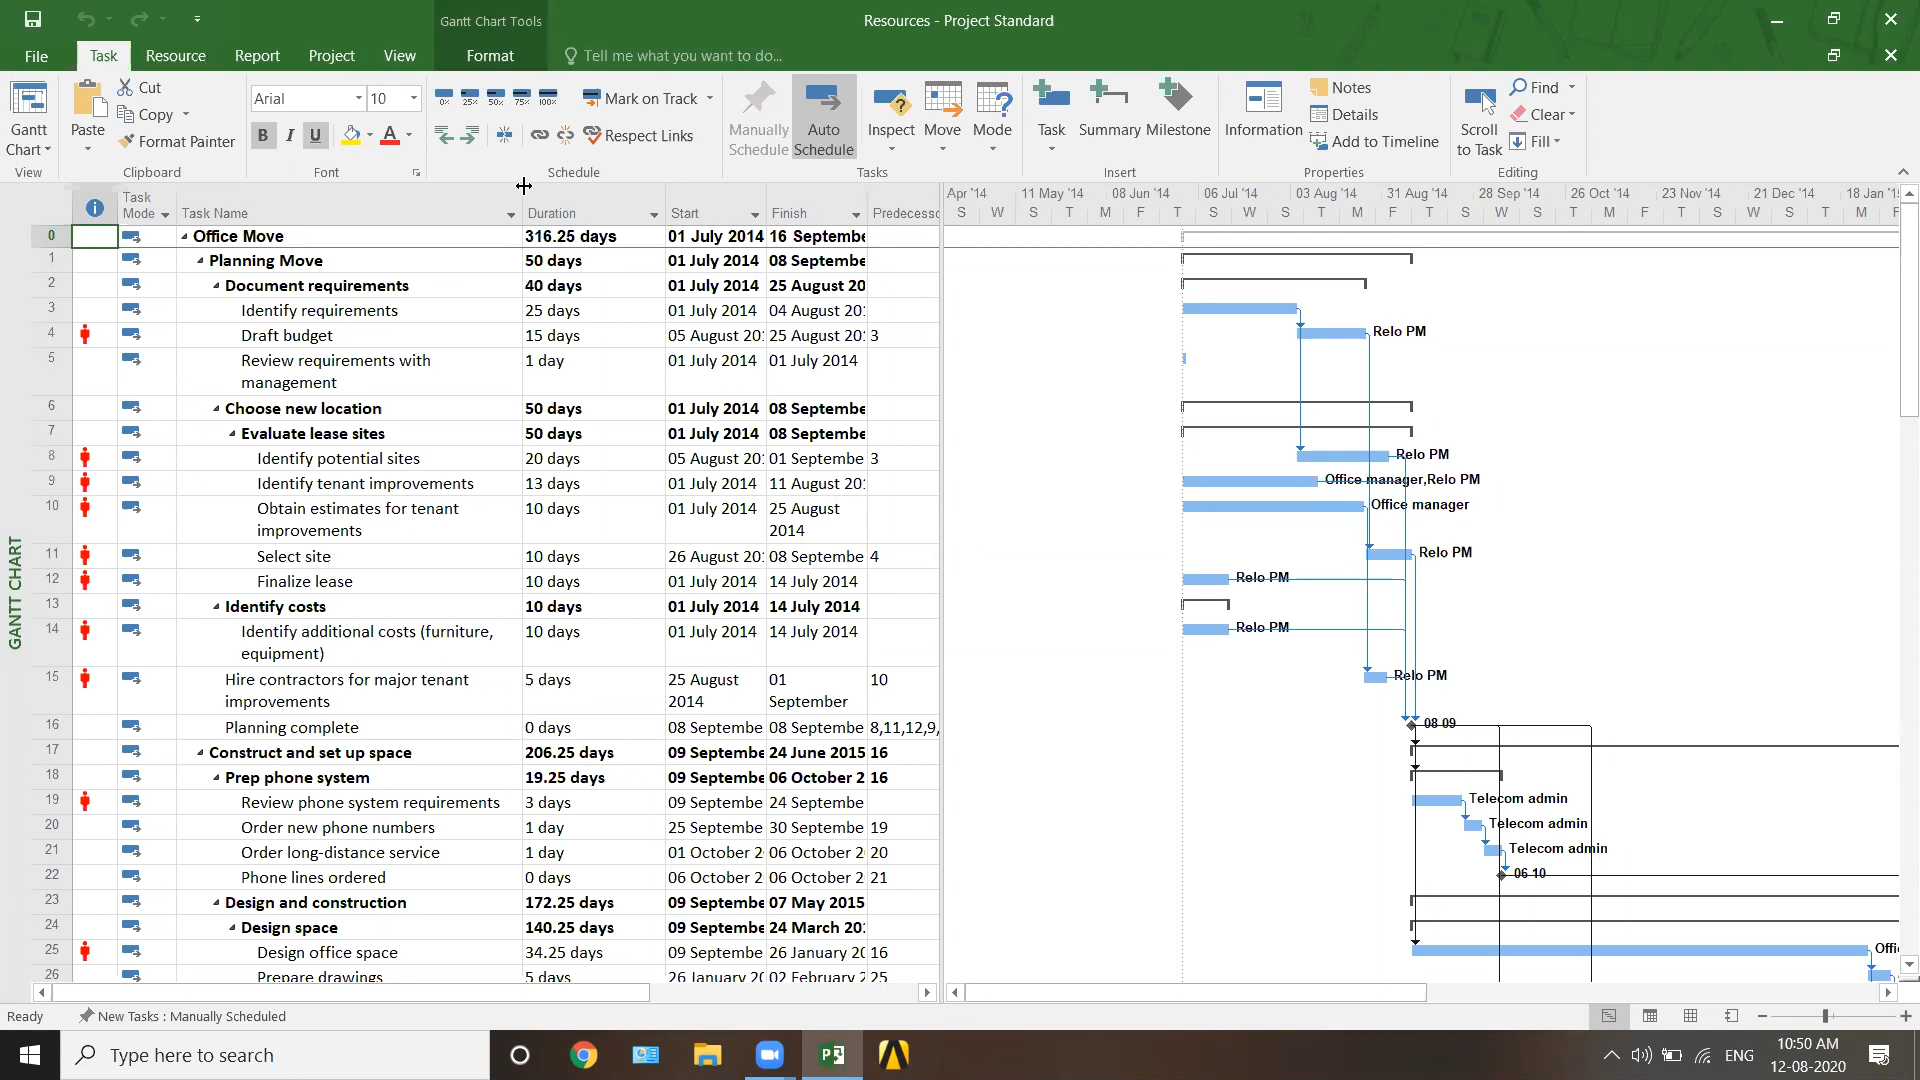 Gantt Chart Tools
Resources - Project Standard
File Task Resource Report Project View Format Tell me what you want to do...
Gantt Chart
View
Paste
Cut
Copy
Format Painter
Clipboard
Arial 10
B I U A
Font
0% 25% 50% 75% 100%
Mark on Track
Respect Links
Schedule
Manually Schedule
Auto Schedule
Inspect
Move
Mode
Tasks
Task
Summary
Milestone
Insert
Information
Notes
Details
Add to Timeline
Properties
Scroll to Task
Find
Clear
Fill
Editing
Task Mode Task Name Duration Start Finish Predecesso
Apr '14 11 May '14 08 Jun '14 06 Jul '14 03 Aug '14 31 Aug '14 28 Sep '14 26 Oct '14 23 Nov '14 21 Dec '14 18 Jan '1
S W S T M F T S W S T M F T S W S T M F T S W S T M F
0 Office Move 316.25 days 01 July 2014 16 Septembe
1 Planning Move 50 days 01 July 2014 08 Septembe
2 Document requirements 40 days 01 July 2014 25 August 20
3 Identify requirements 25 days 01 July 2014 04 August 20
4 Draft budget 15 days 05 August 20 25 August 20 3 Relo PM
5 Review requirements with management 1 day 01 July 2014 01 July 2014
6 Choose new location 50 days 01 July 2014 08 Septembe
7 Evaluate lease sites 50 days 01 July 2014 08 Septembe
8 Identify potential sites 20 days 05 August 20 01 Septembe 3 Relo PM
9 Identify tenant improvements 13 days 01 July 2014 11 August 20 Office manager,Relo PM
10 Obtain estimates for tenant improvements 10 days 01 July 2014 25 August 2014 Office manager
11 Select site 10 days 26 August 20 08 Septembe 4 Relo PM
12 Finalize lease 10 days 01 July 2014 14 July 2014 Relo PM
13 Identify costs 10 days 01 July 2014 14 July 2014
14 Identify additional costs (furniture, equipment) 10 days 01 July 2014 14 July 2014 Relo PM
15 Hire contractors for major tenant improvements 5 days 25 August 2014 01 September 10 Relo PM
16 Planning complete 0 days 08 Septembe 08 Septembe 8,11,12,9, 08 09
17 Construct and set up space 206.25 days 09 Septembe 24 June 2015 16
18 Prep phone system 19.25 days 09 Septembe 06 October 2 16
19 Review phone system requirements 3 days 09 Septembe 24 Septembe Telecom admin
20 Order new phone numbers 1 day 25 Septembe 30 Septembe 19 Telecom admin
21 Order long-distance service 1 day 01 October 2 06 October 2 20 Telecom admin
22 Phone lines ordered 0 days 06 October 2 06 October 2 21 06 10
23 Design and construction 172.25 days 09 Septembe 07 May 2015
24 Design space 140.25 days 09 Septembe 24 March 20
25 Design office space 34.25 days 09 Septembe 26 January 20 16 Offi
26 Prepare drawings 5 days 26 January 20 02 February 2 25
GANTT CHART
Ready New Tasks : Manually Scheduled
Type here to search
ENG
10:50 AM
12-08-2020